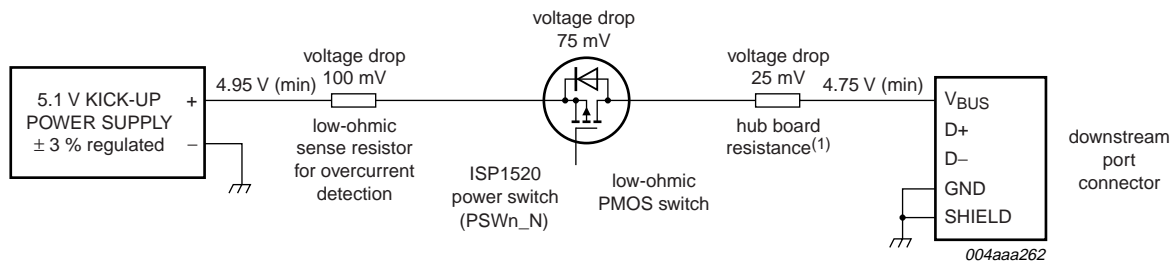 voltage drop
75 mV
voltage drop
100 mV
voltage drop
25 mV
4.95 V (min)
4.75 V (min)
5.1 V KICK-UP
POWER SUPPLY
± 3 % regulated
+
−
low-ohmic
sense resistor
for overcurrent
detection
ISP1520
power switch
(PSWn_N)
low-ohmic
PMOS switch
hub board
resistance(1)
VBUS
D+
D−
GND
SHIELD
downstream
port
connector
004aaa262